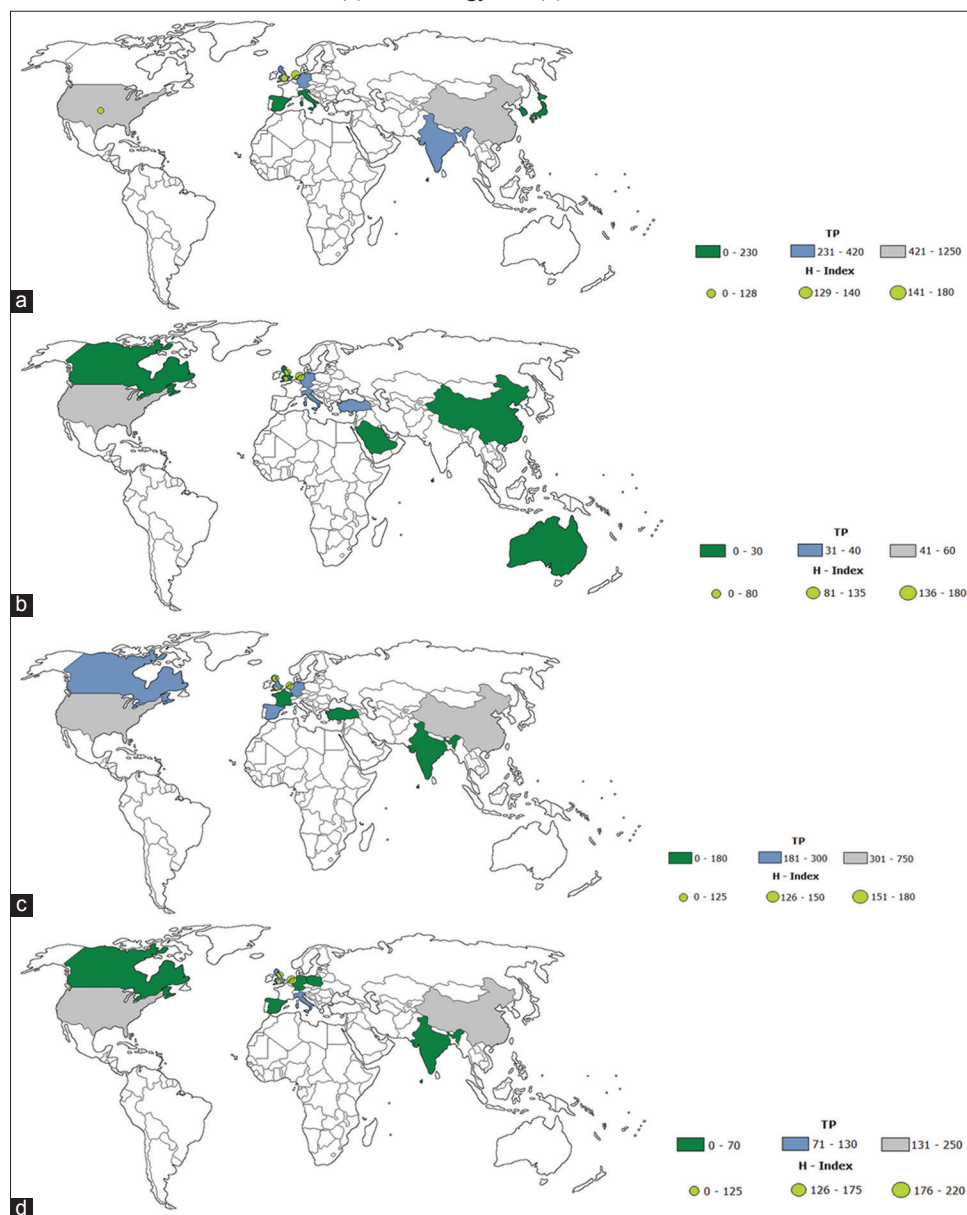 a
TP
0 - 230 231 - 420 421 - 1250
H - Index
0 - 128 129 - 140 141 - 180
b
TP
0 - 30 31 - 40 41 - 60
H - Index
0 - 80 81 - 135 136 - 180
c
TP
0 - 180 181 - 300 301 - 750
H - Index
0 - 125 126 - 150 151 - 180
d
TP
0 - 70 71 - 130 131 - 250
H - Index
0 - 125 126 - 175 176 - 220